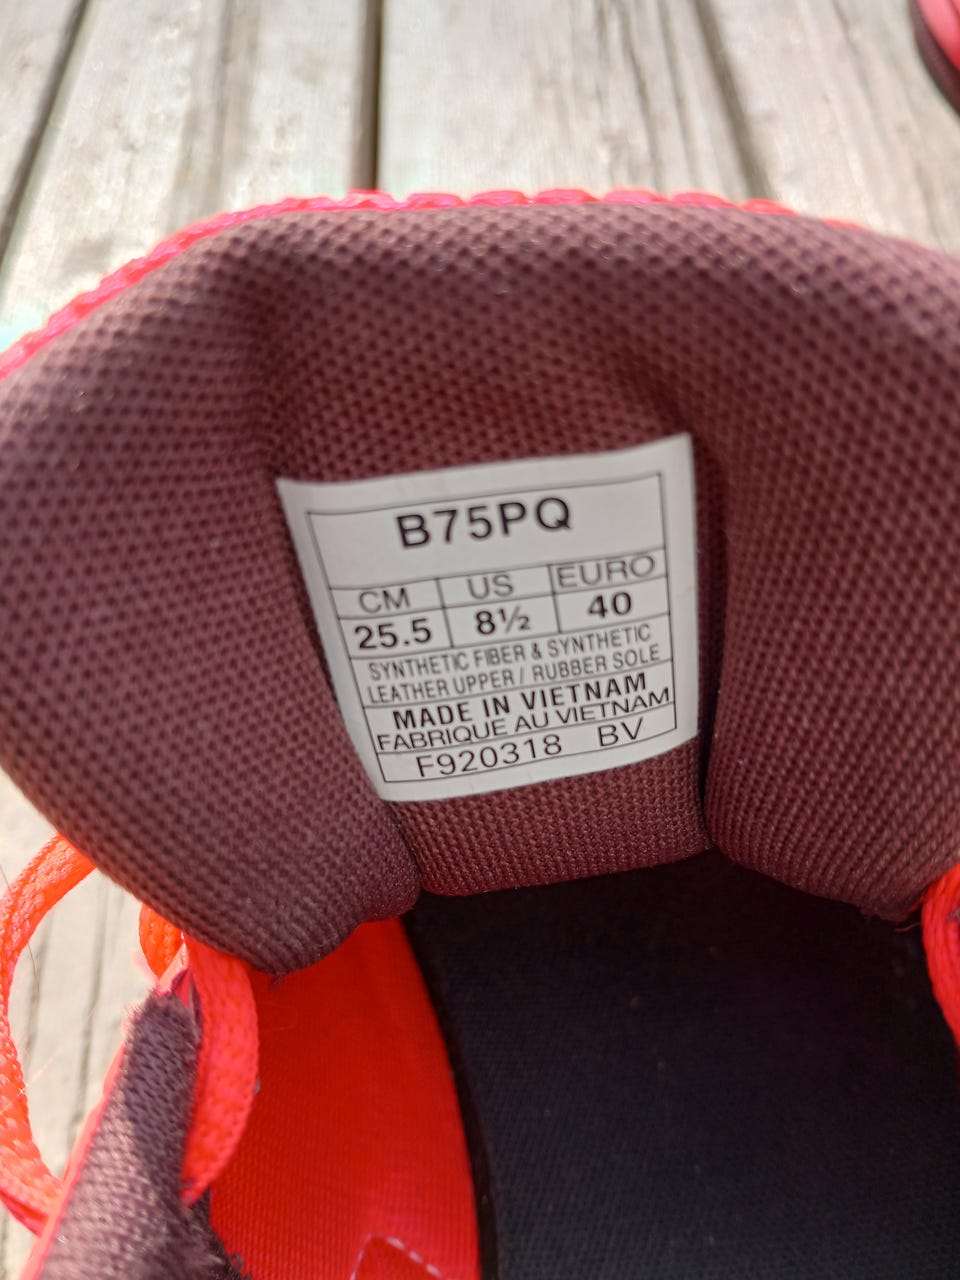 B75PQ
CM US EURO
25.5 8½ 40
SYNTHETIC FIBER & SYNTHETIC
LEATHER UPPER / RUBBER SOLE
MADE IN VIETNAM
FABRIQUE AU VIETNAM
F920318 BV